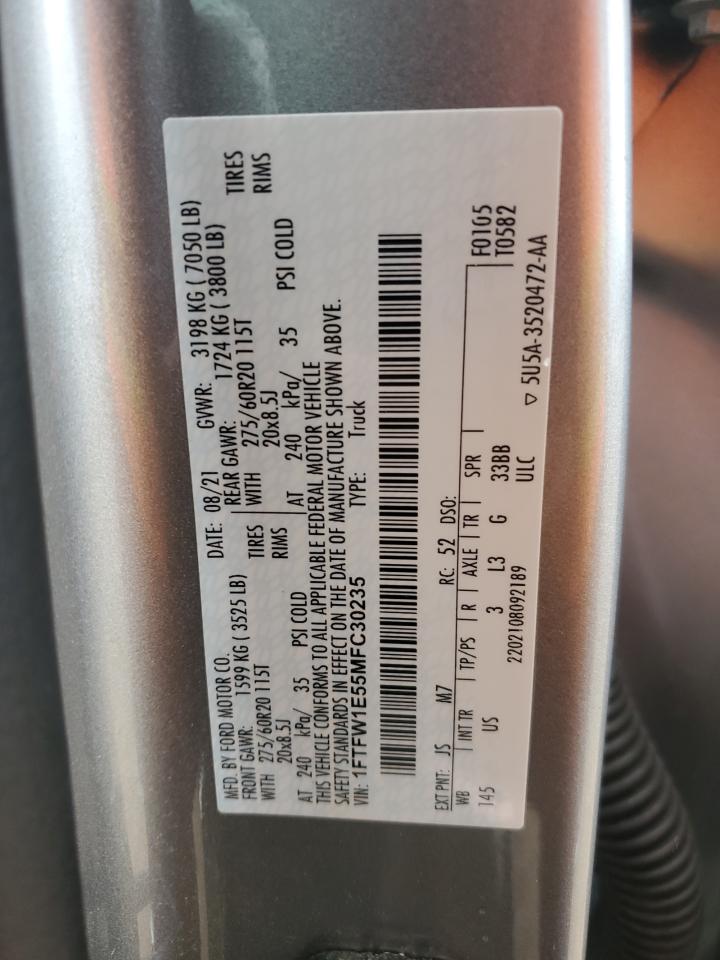 MFD. BY FORD MOTOR CO. DATE: 08/21 GVWR: 3198 KG ( 7050 LB)
FRONT GAWR: 1599 KG ( 3525 LB) REAR GAWR: 1724 KG ( 3800 LB)
WITH 275/60R20 115T TIRES WITH 275/60R20 115T TIRES
20x8.5J RIMS 20x8.5J RIMS
AT 240 kPa/ 35 PSI COLD AT 240 kPa/ 35 PSI COLD
THIS VEHICLE CONFORMS TO ALL APPLICABLE FEDERAL MOTOR VEHICLE
SAFETY STANDARDS IN EFFECT ON THE DATE OF MANUFACTURE SHOWN ABOVE.
VIN: 1FTFW1E55MFC30235 TYPE: Truck
EXT PNT: JS M7 RC: 52 DSO:
WB INT TR TP/PS R AXLE TR SPR F0105
145 US 3 L3 G 33BB T0582
2202108092189 ULC ▽ 5U5A-3520472-AA